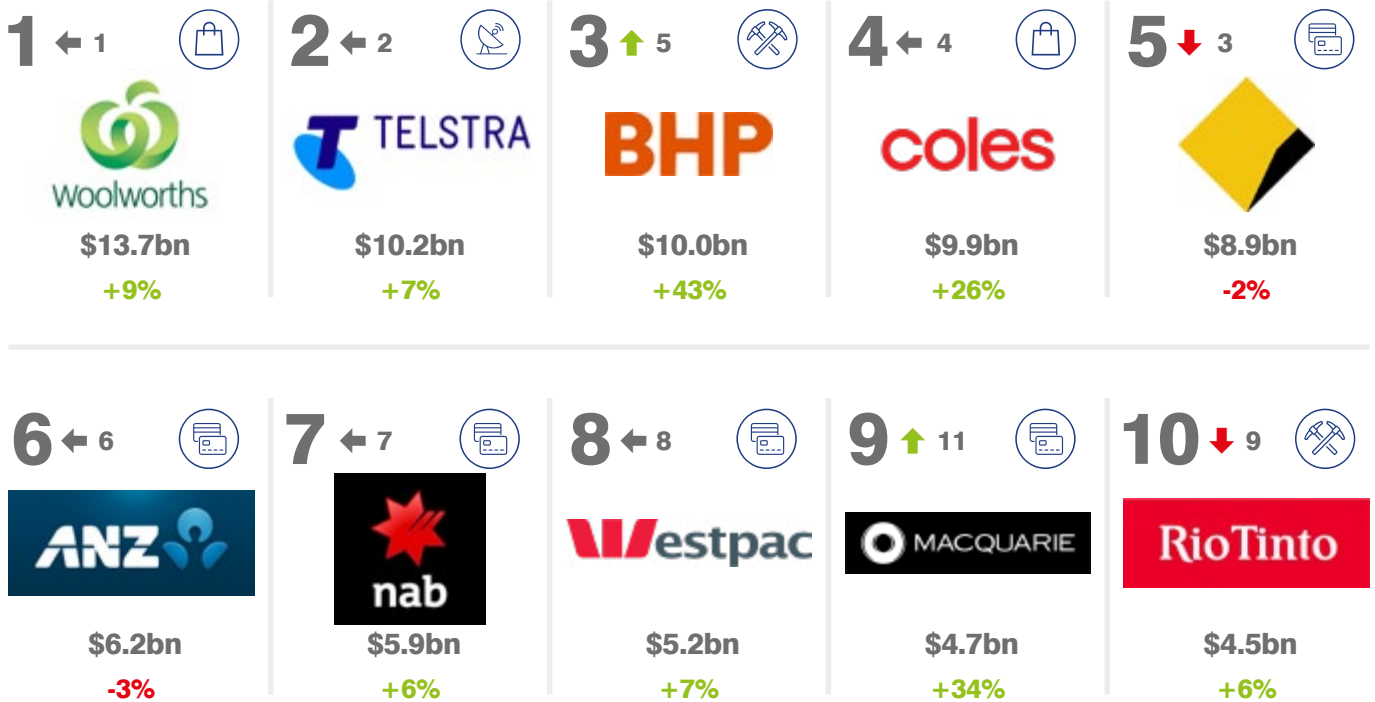 1 1
Woolworths
$13.7bn
+9%
2 2
TELSTRA
$10.2bn
+7%
3 5
BHP
$10.0bn
+43%
4 4
coles
$9.9bn
+26%
5 3
$8.9bn
-2%
6 6
ANZ
$6.2bn
-3%
7 7
nab
$5.9bn
+6%
8 8
Westpac
$5.2bn
+7%
9 11
MACQUARIE
$4.7bn
+34%
10 9
RioTinto
$4.5bn
+6%